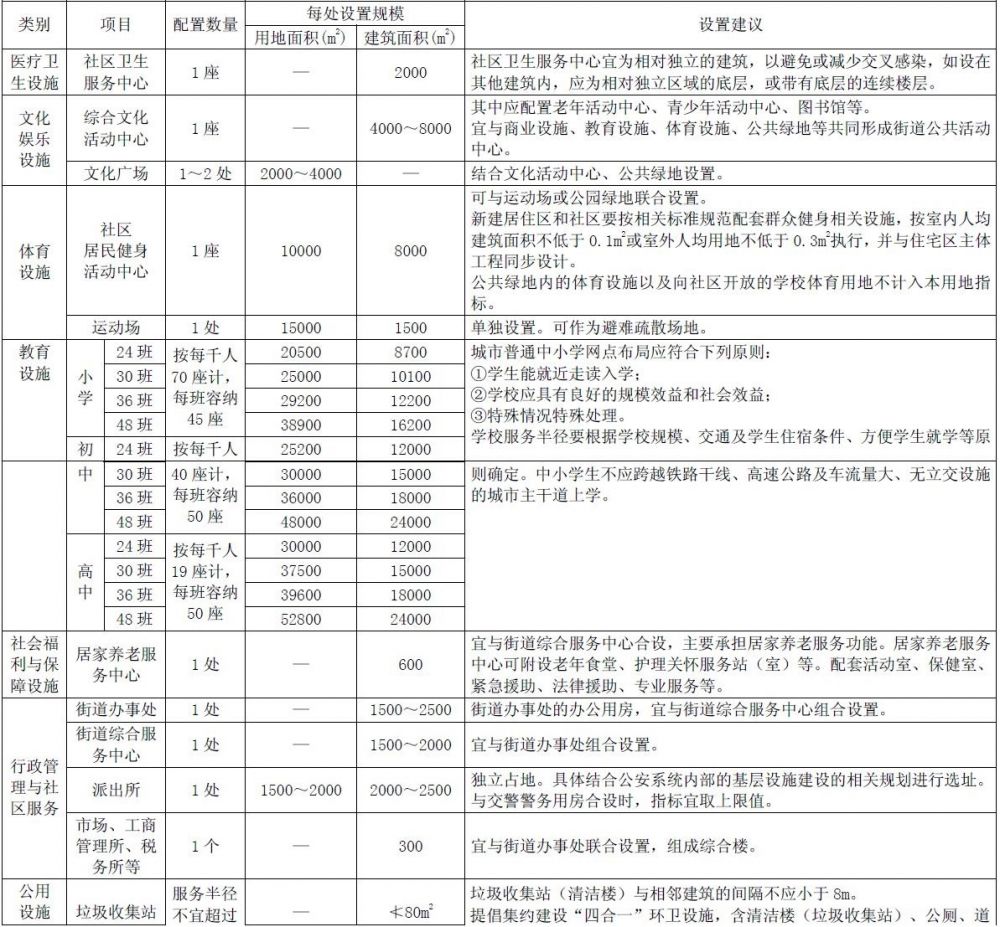 类别 项目 配置数量 每处设置规模 设置建议
用地面积(m²) 建筑面积(m²)
医疗卫生设施 社区卫生服务中心 1座 — 2000 社区卫生服务中心宜为相对独立的建筑，以避免或减少交叉感染，如设在
其他建筑内，应为相对独立区域的底层，或带有底层的连续楼层。
文化娱乐设施 综合文化活动中心 1座 — 4000～8000 其中应配置老年活动中心、青少年活动中心、图书馆等。
宜与商业设施、教育设施、体育设施、公共绿地等共同形成街道公共活动
中心。
文化广场 1～2处 2000～4000 — 结合文化活动中心、公共绿地设置。
体育设施 社区居民健身活动中心 1座 10000 8000 可与运动场或公园绿地联合设置。
新建居住区和社区要按相关标准规范配套群众健身相关设施，按室内人均
建筑面积不低于0.1m²或室外人均用地不低于0.3m²执行，并与住宅区主体
工程同步设计。
公共绿地内的体育设施以及向社区开放的学校体育用地不计入本用地指
标。
运动场 1处 15000 1500 单独设置。可作为避难疏散场地。
教育设施 小学 24班 按每千人70座计，每班容纳45座 20500 8700 城市普通中小学网点布局应符合下列原则：
30班 25000 10100 ①学生能就近走读入学；
36班 29200 12200 ②学校应具有良好的规模效益和社会效益；
48班 38900 16200 ③特殊情况特殊处理。
初 24班 按每千人 25200 12000 学校服务半径要根据学校规模、交通及学生住宿条件、方便学生就学等原
中 30班 40座计，每班容纳50座 30000 15000 则确定。中小学生不应跨越铁路干线、高速公路及车流量大、无立交设施
36班 36000 18000 的城市主干道上学。
48班 48000 24000
高中 24班 按每千人19座计，每班容纳50座 30000 12000
30班 37500 15000
36班 39600 18000
48班 52800 24000
社会福利与保障设施 居家养老服务中心 1处 — 600 宜与街道综合服务中心合设，主要承担居家养老服务功能。居家养老服务
中心可附设老年食堂、护理关怀服务站（室）等。配套活动室、保健室、
紧急援助、法律援助、专业服务等。
行政管理与社区服务 街道办事处 1处 — 1500～2500 街道办事处的办公用房，宜与街道综合服务中心组合设置。
街道综合服务中心 1处 — 1500～2000 宜与街道办事处组合设置。
派出所 1处 1500～2000 2000～2500 独立占地。具体结合公安系统内部的基层设施建设的相关规划进行选址。
与交警警务用房合设时，指标宜取上限值。
市场、工商管理所、税务所等 1个 — 300 宜与街道办事处联合设置，组成综合楼。
公用设施 垃圾收集站 服务半径不宜超过 — ≮80m² 垃圾收集站（清洁楼）与相邻建筑的间隔不应小于8m。
提倡集约建设“四合一”环卫设施，含清洁楼（垃圾收集站）、公厕、道